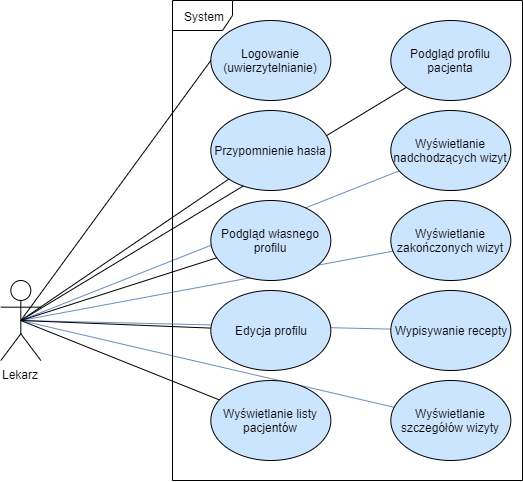 System
Logowanie
(uwierzytelnianie)
Podgląd profilu
pacjenta
Przypomnienie hasła
Wyświetlanie
nadchodzących wizyt
Podgląd własnego
profilu
Wyświetlanie
zakończonych wizyt
Edycja profilu
Wypisywanie recepty
Wyświetlanie listy
pacjentów
Wyświetlanie
szczegółów wizyty
Lekarz